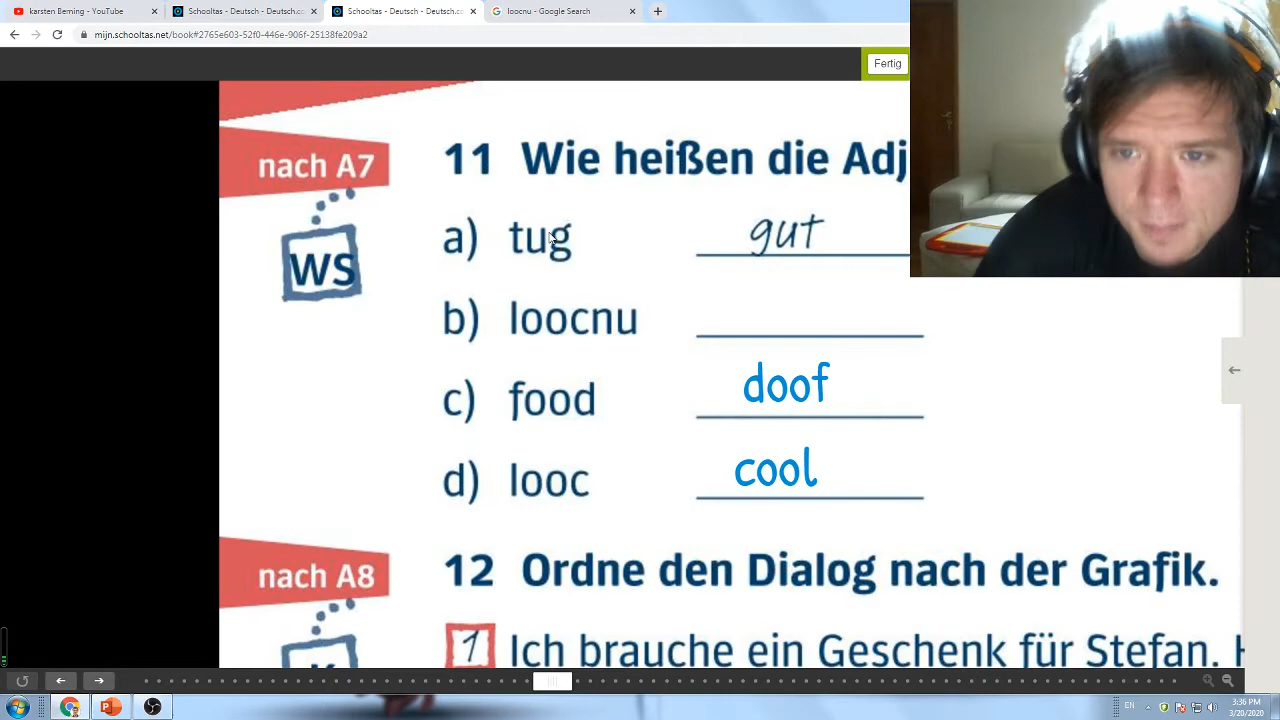 karsten Berning - YouTube
Schooltas - Deutsch - Deutsch.co
Schooltas - Deutsch - Deutsch.co
loocnu - Google Search
mijn.schooltas.net/book#2765e603-52f0-446e-906f-25138fe209a2
Fertig
nach A7
11 Wie heißen die Adj
WS
a) tug gut
b) loocnu
c) food doof
d) looc cool
nach A8
12 Ordne den Dialog nach der Grafik.
1 Ich brauche ein Geschenk für Stefan.
EN
3:36 PM
3/20/2020